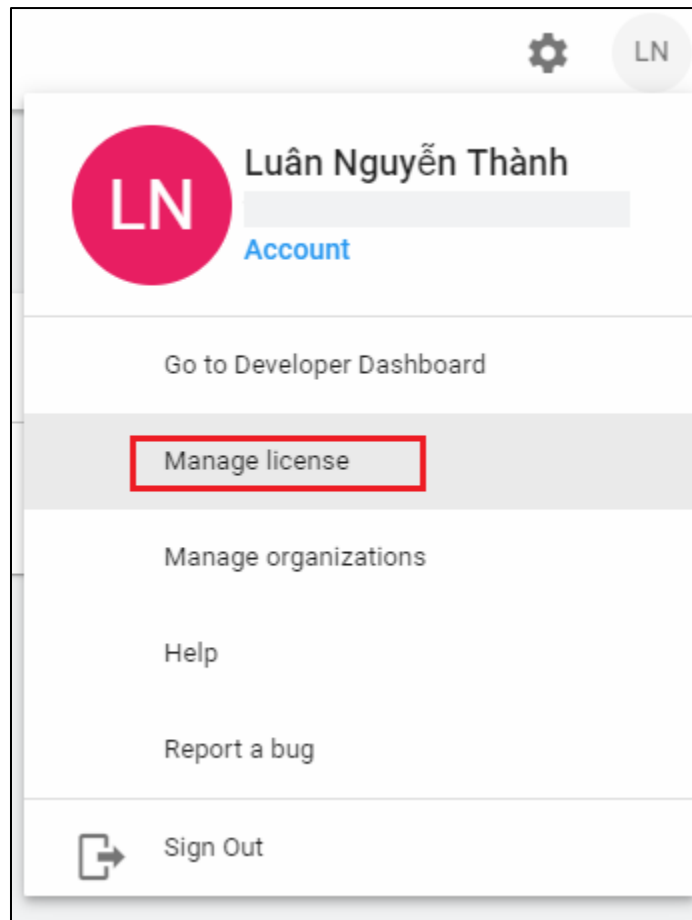 LN
LN
Luân Nguyễn Thành
Account
Go to Developer Dashboard
Manage license
Manage organizations
Help
Report a bug
Sign Out